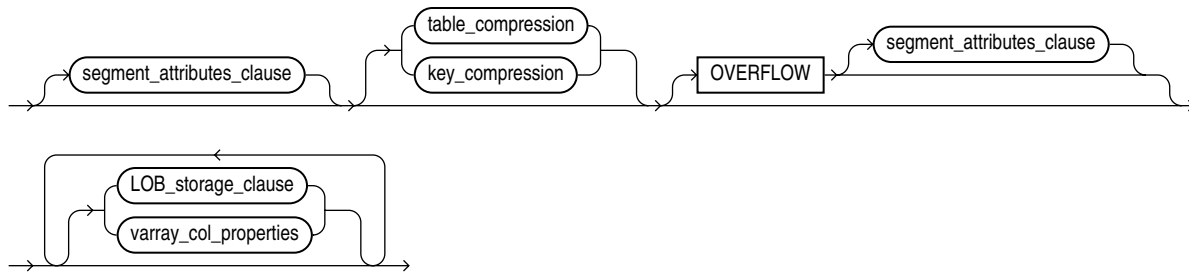 table_compression
segment_attributes_clause
segment_attributes_clause
key_compression
OVERFLOW
LOB_storage_clause
varray_col_properties